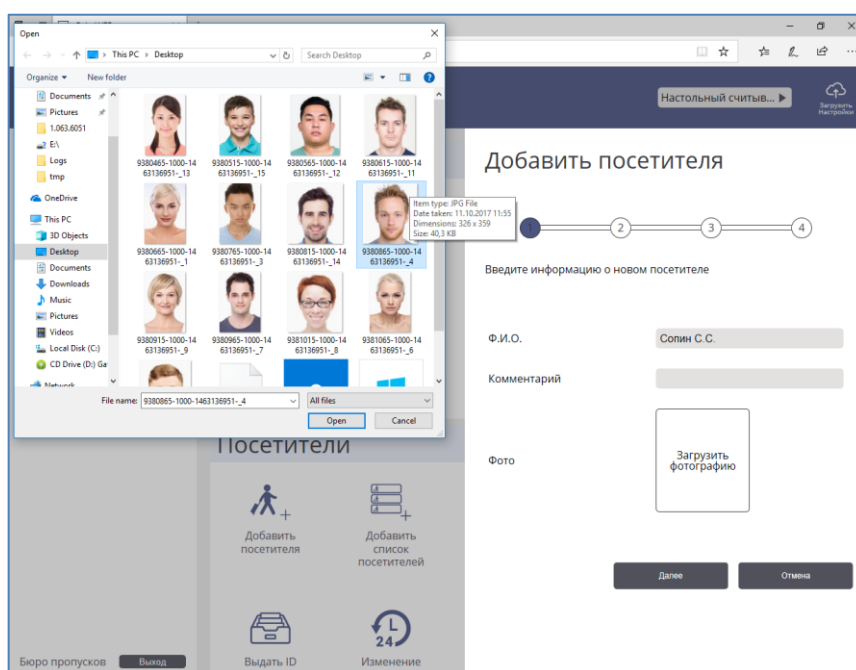 Open
This PC
Desktop
Search Desktop
Organize
New folder
Documents
Pictures
1.063.6051
E:\
Logs
tmp
OneDrive
This PC
3D Objects
Desktop
Documents
Downloads
Music
Pictures
Videos
Local Disk (C:)
CD Drive (D:) Ga
Network
9380465-1000-14
63136951-_13
9380515-1000-14
63136951-_15
9380565-1000-14
63136951-_12
9380615-1000-14
63136951-_11
9380665-1000-14
63136951-_1
9380765-1000-14
63136951-_3
9380815-1000-14
63136951-_14
9380865-1000-14
63136951-_4
Item type: JPG File
Date taken: 11.10.2017 11:55
Dimensions: 326 x 359
Size: 40,3 KB
9380915-1000-14
63136951-_9
9380965-1000-14
63136951-_7
9381015-1000-14
63136951-_8
9381065-1000-14
63136951-_6
File name:
9380865-1000-1463136951-_4
All files
Open
Cancel
Настольный считыв...
Загрузить
Настройки
Добавить посетителя
1
2
3
4
Введите информацию о новом посетителе
Ф.И.О.
Сопин С.С.
Комментарий
Фото
Загрузить
фотографию
Далее
Отмена
Посетители
Добавить
посетителя
Добавить
список
посетителей
24
Выдать ID
Изменение
Бюро пропусков
Выход